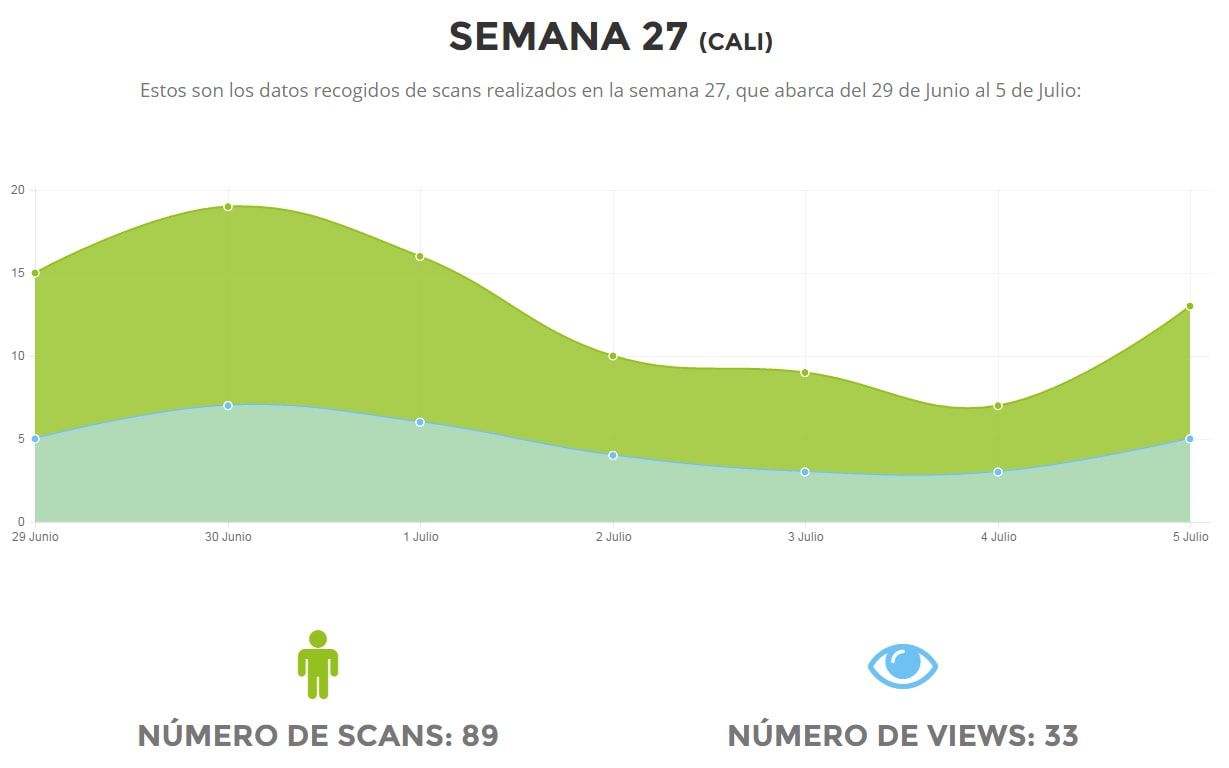 SEMANA 27 (CALI)
Estos son los datos recogidos de scans realizados en la semana 27, que abarca del 29 de Junio al 5 de Julio:
20
15
10
5
0
29 Junio 30 Junio 1 Julio 2 Julio 3 Julio 4 Julio 5 Julio
NÚMERO DE SCANS: 89 NÚMERO DE VIEWS: 33